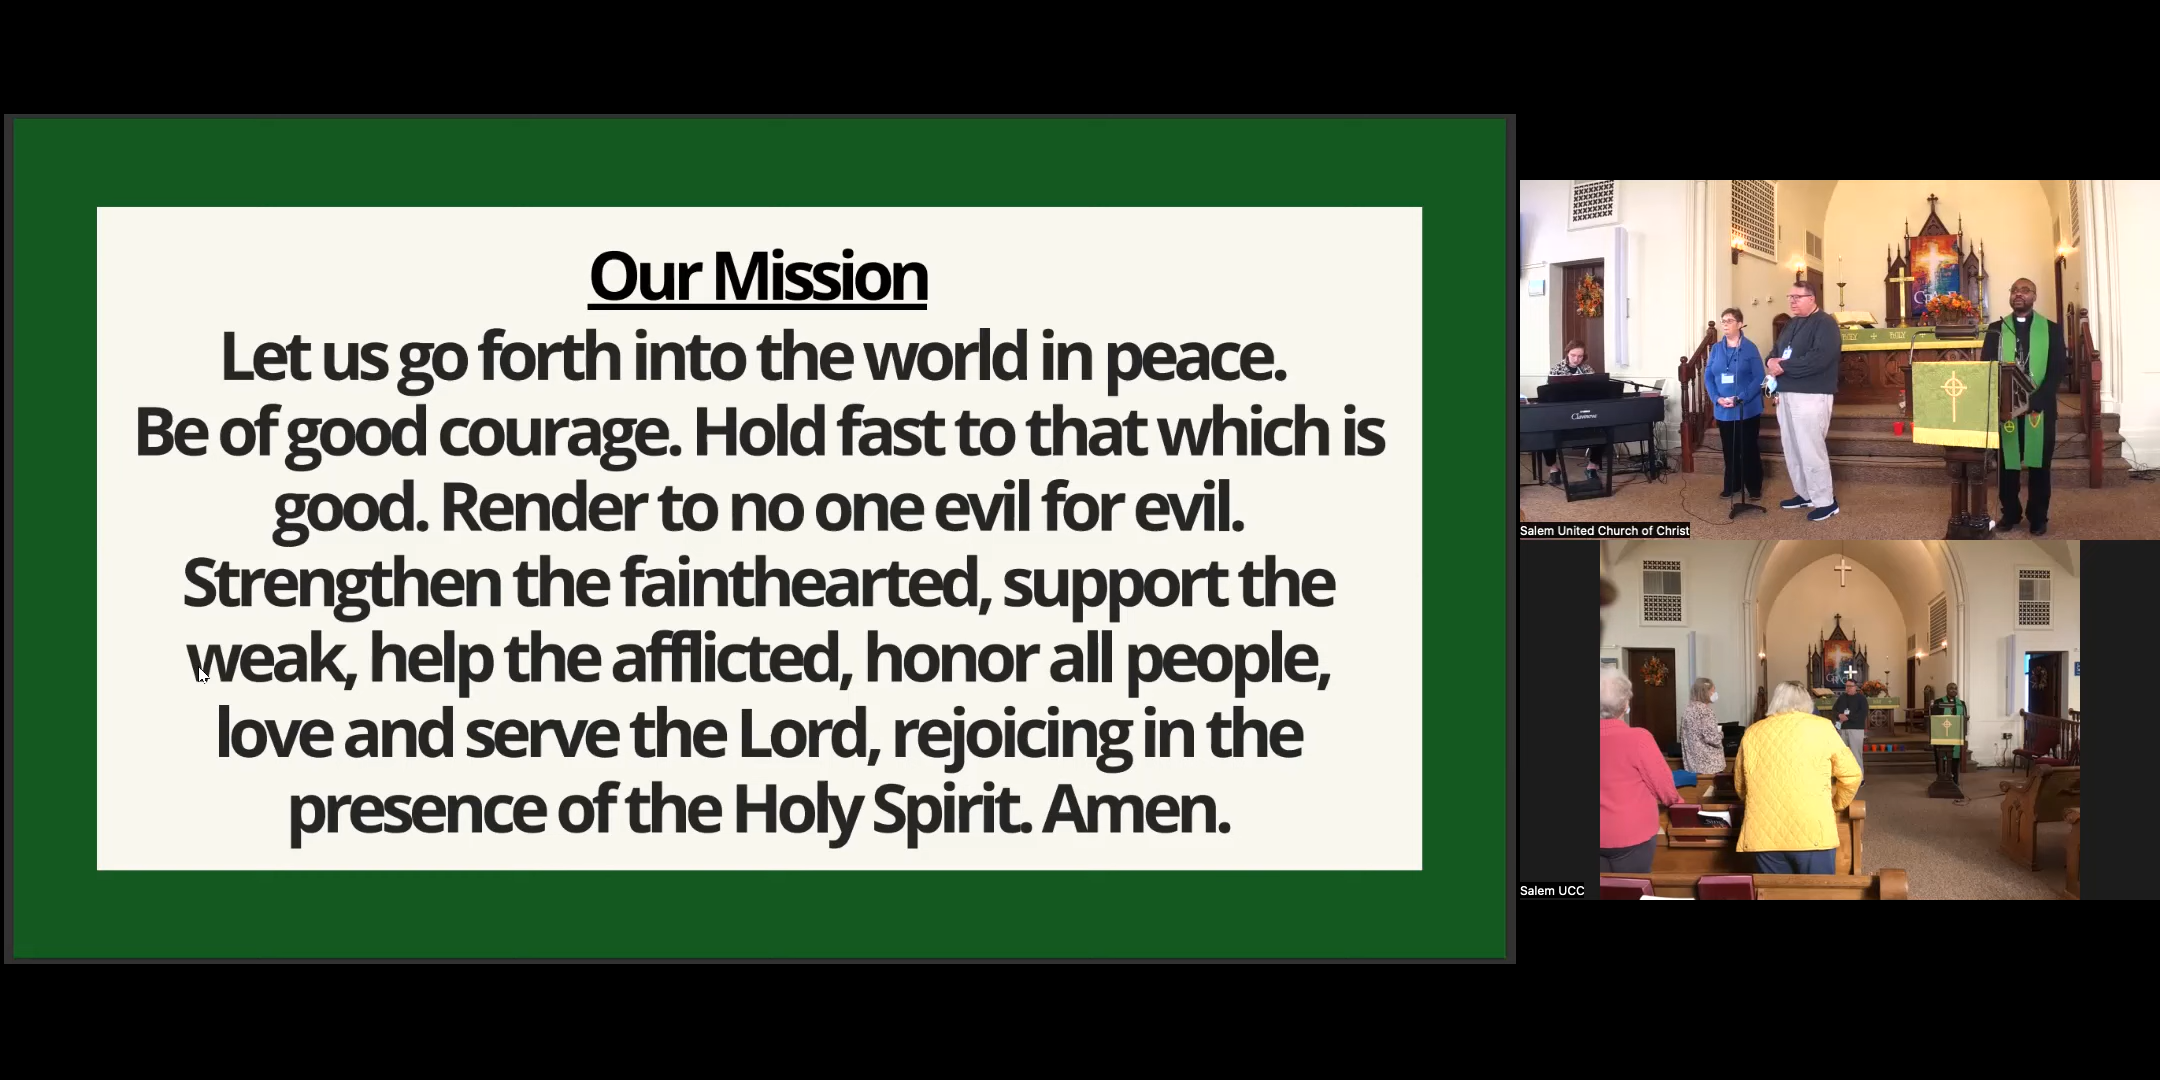 Our Mission
Let us go forth into the world in peace.
Be of good courage. Hold fast to that which is
good. Render to no one evil for evil.
Strengthen the fainthearted, support the
weak, help the afflicted, honor all people,
love and serve the Lord, rejoicing in the
presence of the Holy Spirit. Amen.
Clavinova
HOLY
HOLY
Salem United Church of Christ
Salem UCC